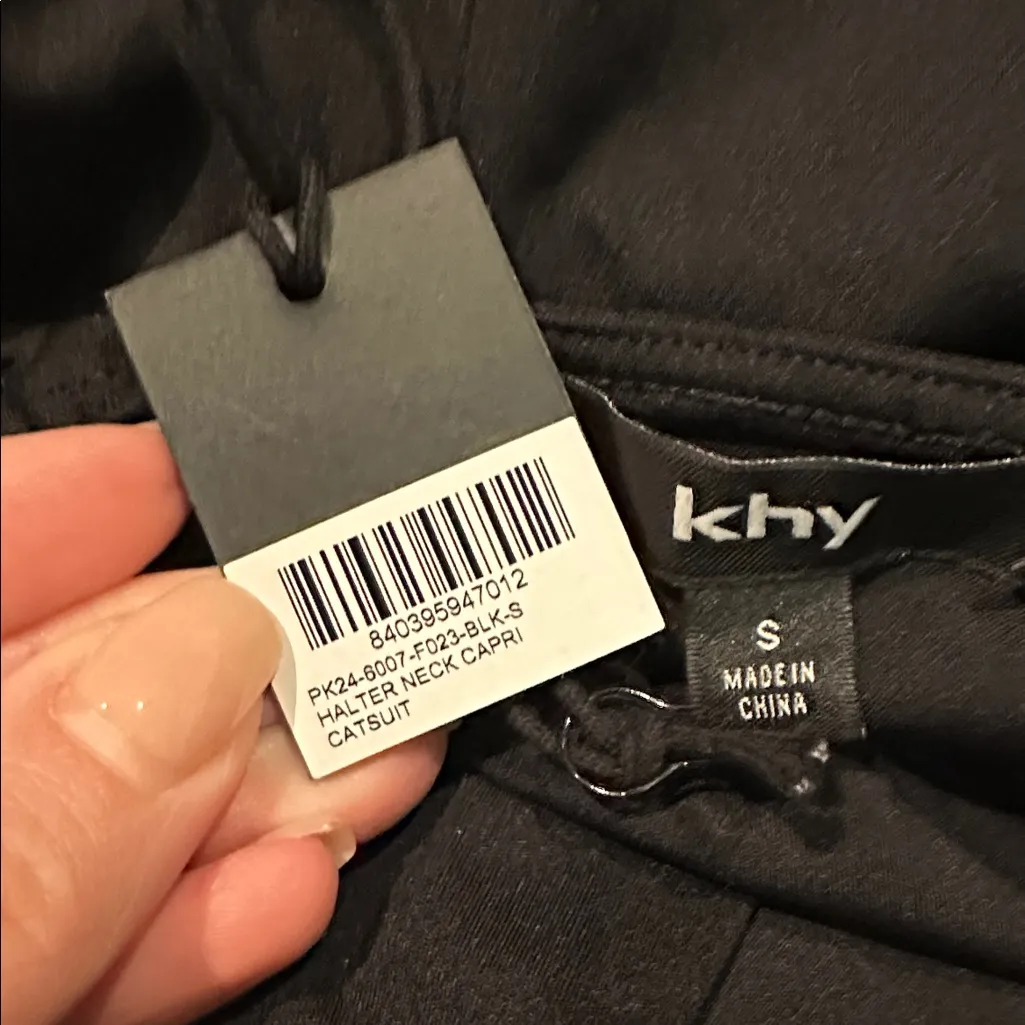 840395947012
PK24-6007-F023-BLK-S
HALTER NECK CAPRI
CATSUIT
khy
S
MADE IN
CHINA